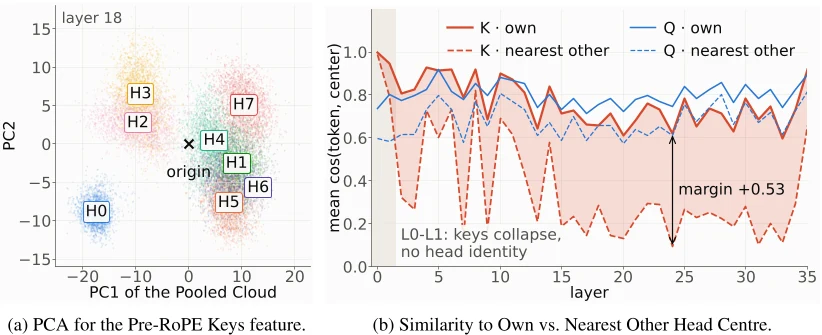 layer 18
15
10
5
0
−5
−10
−15
PC2
H3
H2
H7
H4
H1
origin
H6
H5
H0
−20
−10
0
10
20
PC1 of the Pooled Cloud
(a) PCA for the Pre-RoPE Keys feature.
K · own
K · nearest other
Q · own
Q · nearest other
1.0
0.8
0.6
0.4
0.2
0.0
mean cos(token, center)
margin +0.53
L0-L1: keys collapse,
no head identity
0
5
10
15
20
25
30
35
layer
(b) Similarity to Own vs. Nearest Other Head Centre.